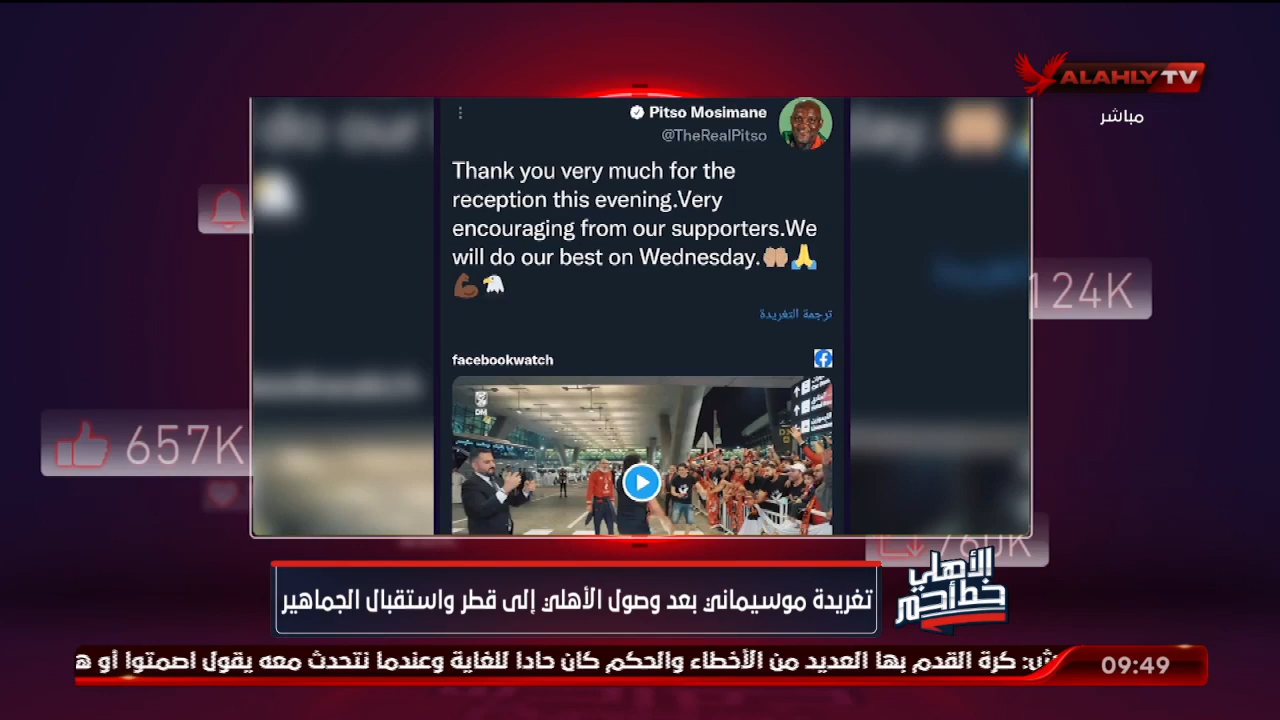 ALAHLY TV
مباشر
Pitso Mosimane
@TheRealPitso
Thank you very much for the
reception this evening.Very
encouraging from our supporters.We
will do our best on Wednesday.🤲🏽🙏
💪🏾🦅
ترجمة التغريدة
facebookwatch
DM
124K
657K
760K
الأهلي
خط أحمر
تغريدة موسيماني بعد وصول الأهلي إلى قطر واستقبال الجماهير
كرة القدم بها العديد من الأخطاء والحكم كان حادا للغاية وعندما نتحدث معه يقول اصمتوا أو
09:49